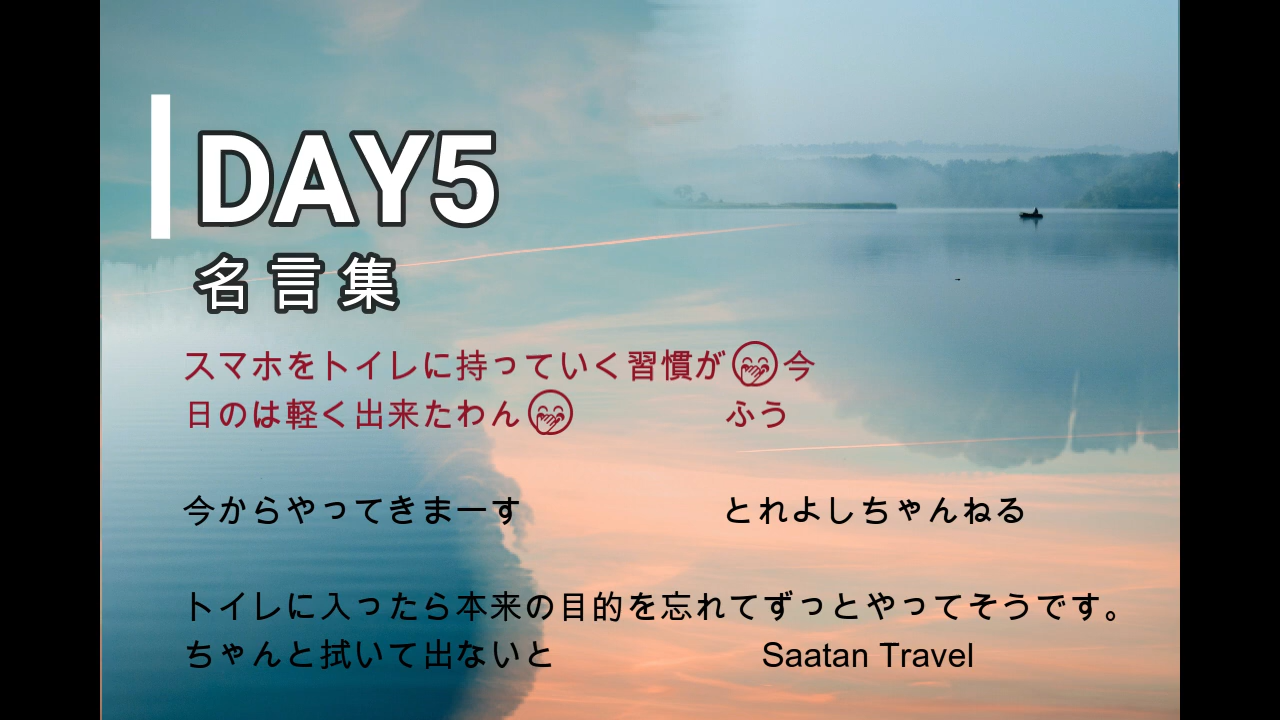 DAY5
名言集
スマホをトイレに持っていく習慣が🤭今
日のは軽く出来たわん🤭 ふう
今からやってきまーす とれよしちゃんねる
トイレに入ったら本来の目的を忘れてずっとやってそうです。
ちゃんと拭いて出ないと Saatan Travel